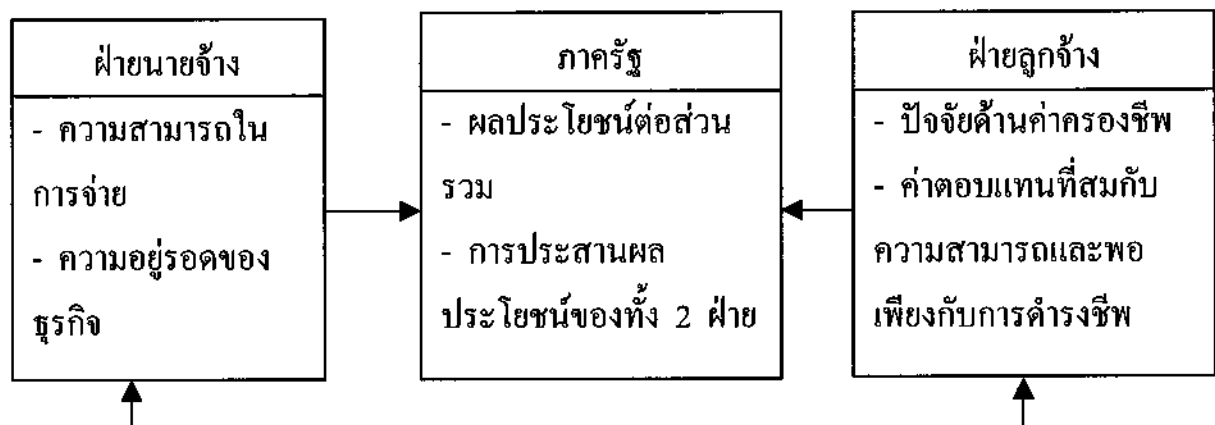 ฝ่ายนายจ้าง
- ความสามารถใน
การจ่าย
- ความอยู่รอดของ
ธุรกิจ
ภาครัฐ
- ผลประโยชน์ต่อส่วน
รวม
- การประสานผล
ประโยชน์ของทั้ง 2 ฝ่าย
ฝ่ายลูกจ้าง
- ปัจจัยด้านค่าครองชีพ
- ค่าตอบแทนที่สมกับ
ความสามารถและพอ
เพียงกับการดำรงชีพ